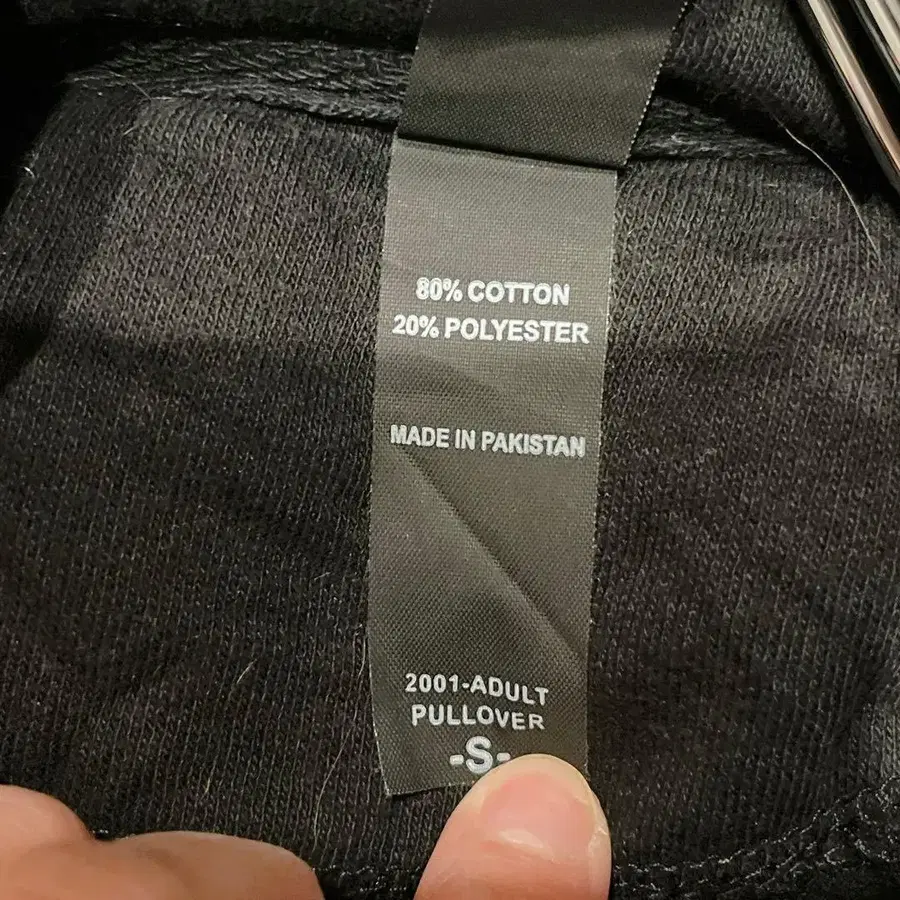 80% COTTON
20% POLYESTER
MADE IN PAKISTAN
2001-ADULT
PULLOVER
-S-